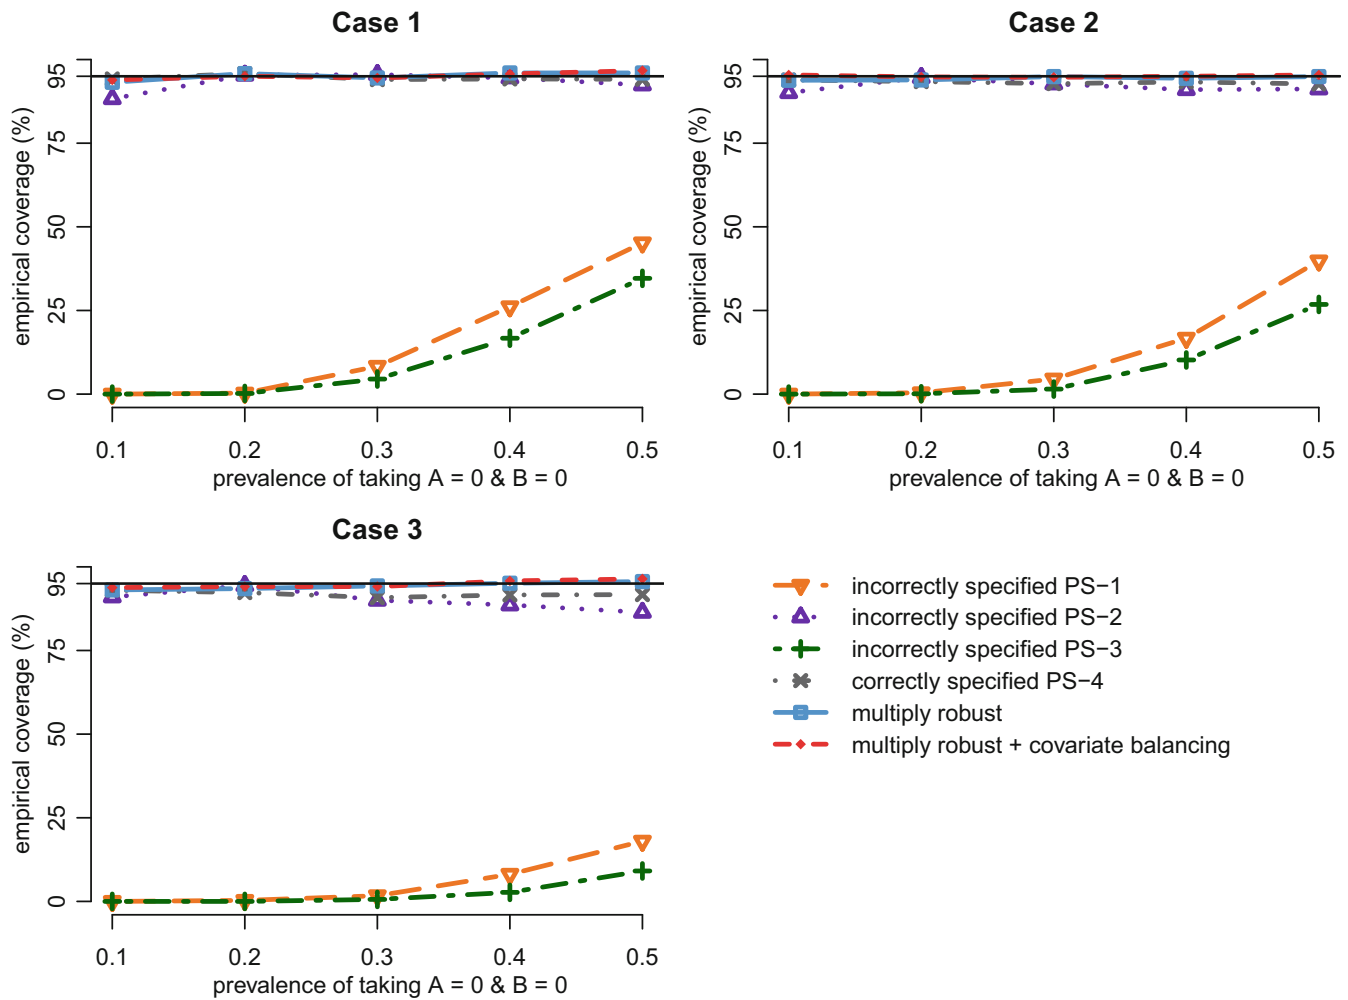 Case 1
empirical coverage (%)
95
75
50
25
0
0.1 0.2 0.3 0.4 0.5
prevalence of taking A = 0 & B = 0
Case 2
empirical coverage (%)
95
75
50
25
0
0.1 0.2 0.3 0.4 0.5
prevalence of taking A = 0 & B = 0
Case 3
empirical coverage (%)
95
75
50
25
0
0.1 0.2 0.3 0.4 0.5
prevalence of taking A = 0 & B = 0
incorrectly specified PS−1
incorrectly specified PS−2
incorrectly specified PS−3
correctly specified PS−4
multiply robust
multiply robust + covariate balancing